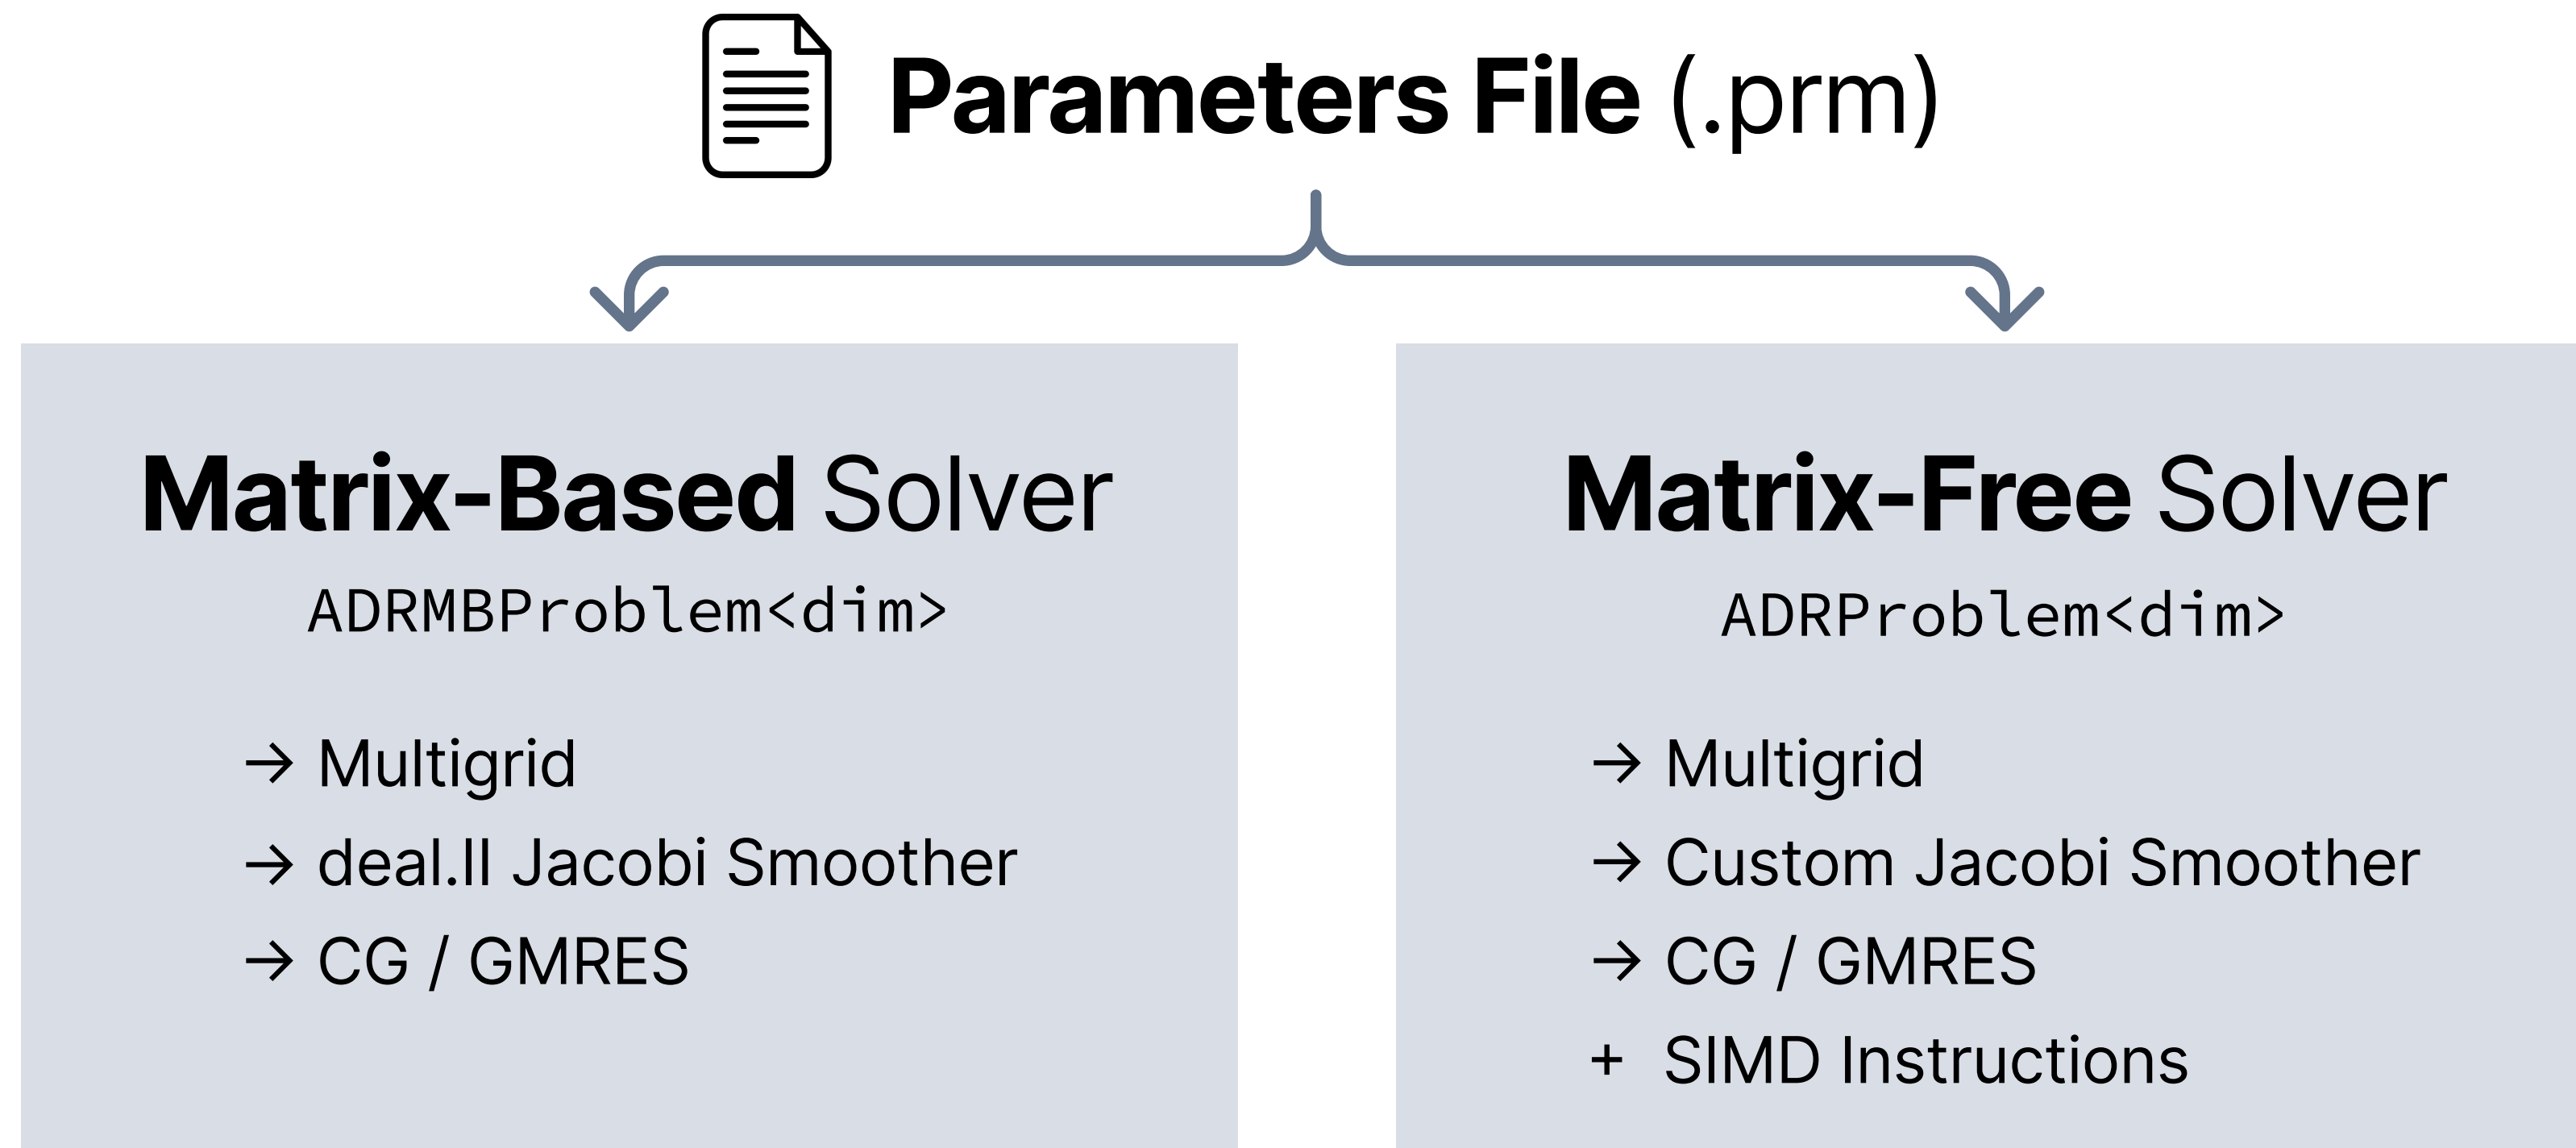 Parameters File (.prm)
Matrix-Based Solver
ADRMBProblem<dim>
→ Multigrid
→ deal.II Jacobi Smoother
→ CG / GMRES
Matrix-Free Solver
ADRProblem<dim>
→ Multigrid
→ Custom Jacobi Smoother
→ CG / GMRES
+ SIMD Instructions